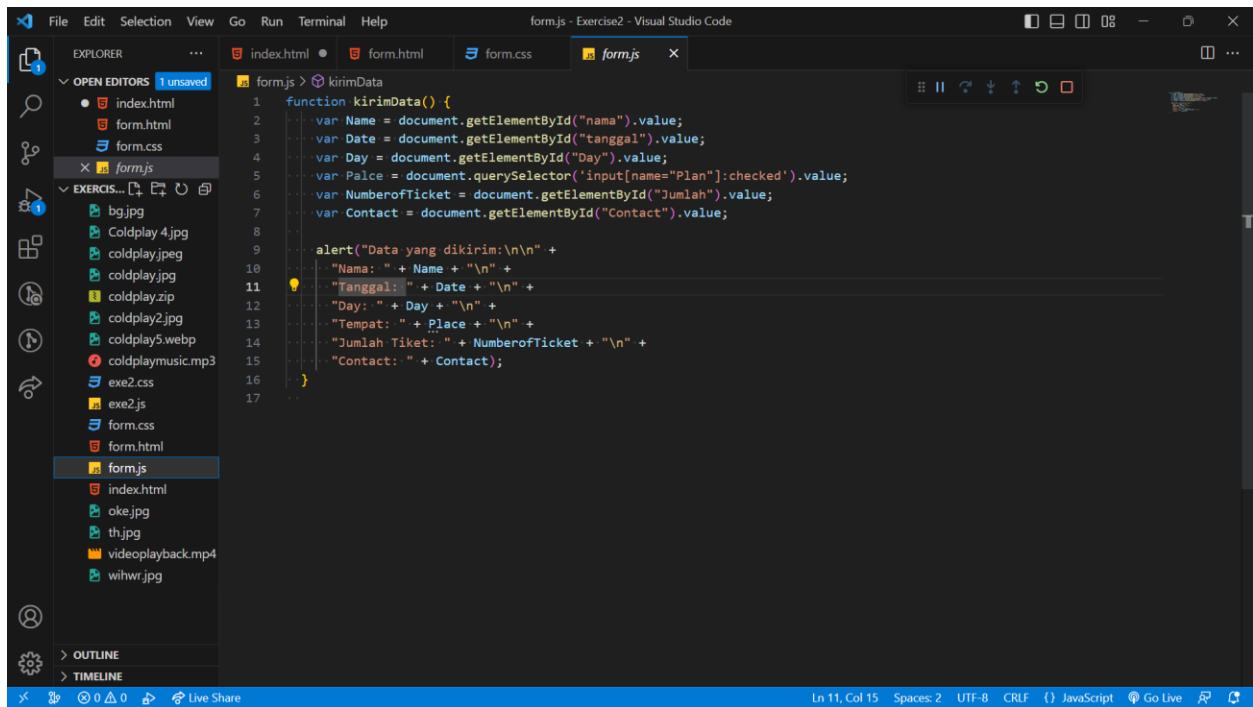 File Edit Selection View Go Run Terminal Help form.js - Exercise2 - Visual Studio Code
EXPLORER
index.html form.html form.css form.js
OPEN EDITORS 1 unsaved
index.html
form.html
form.css
form.js
EXERCIS...
bg.jpg
Coldplay 4.jpg
coldplay.jpeg
coldplay.jpg
coldplay.zip
coldplay2.jpg
coldplay5.webp
coldplaymusic.mp3
exe2.css
exe2.js
form.css
form.html
form.js
index.html
oke.jpg
th.jpg
videoplayback.mp4
wihwr.jpg
OUTLINE
TIMELINE
form.js > kirimData
1 function kirimData() {
2 var Name = document.getElementById("nama").value;
3 var Date = document.getElementById("tanggal").value;
4 var Day = document.getElementById("Day").value;
5 var Palce = document.querySelector('input[name="Plan"]:checked').value;
6 var NumberofTicket = document.getElementById("Jumlah").value;
7 var Contact = document.getElementById("Contact").value;
8
9 alert("Data yang dikirim:\n\n" +
10 "Nama: " + Name + "\n" +
11 "Tanggal: " + Date + "\n" +
12 "Day: " + Day + "\n" +
13 "Tempat: " + Place + "\n" +
14 "Jumlah Tiket: " + NumberofTicket + "\n" +
15 "Contact: " + Contact);
16 }
17
0 0 Live Share Ln 11, Col 15 Spaces: 2 UTF-8 CRLF {} JavaScript Go Live